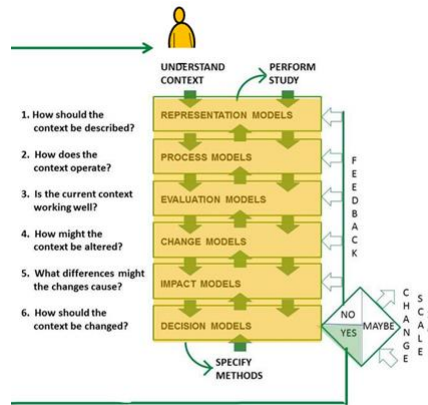 UNDERSTAND
CONTEXT
PERFORM
STUDY
1. How should the
context be described?
REPRESENTATION MODELS
2. How does the
context operate?
PROCESS MODELS
3. Is the current context
working well?
EVALUATION MODELS
4. How might the
context be altered?
CHANGE MODELS
5. What differences might
the changes cause?
IMPACT MODELS
6. How should the
context be changed?
DECISION MODELS
SPECIFY
METHODS
FEEDBACK
NO
YES
MAYBE
CHANGE
SCALE